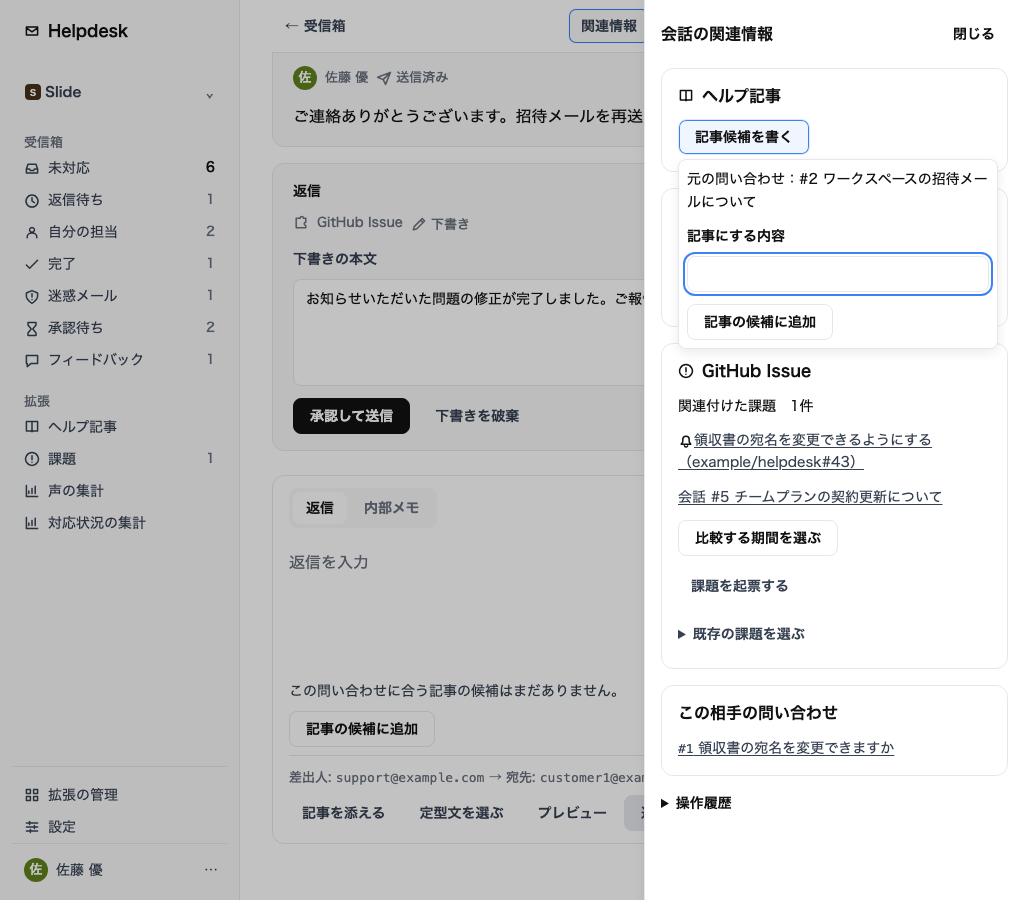 Helpdesk
S Slide
受信箱
未対応 6
返信待ち 1
自分の担当 2
完了 1
迷惑メール 1
承認待ち 2
フィードバック 1
拡張
ヘルプ記事
課題 1
声の集計
対応状況の集計
拡張の管理
設定
佐 佐藤 優 ···
← 受信箱
関連情報
佐 佐藤 優 送信済み
ご連絡ありがとうございます。招待メールを再送
返信
GitHub Issue 下書き
下書きの本文
お知らせいただいた問題の修正が完了しました。ご報
承認して送信 下書きを破棄
返信 内部メモ
返信を入力
この問い合わせに合う記事の候補はまだありません。
記事の候補に追加
差出人: support@example.com → 宛先: customer1@exam
記事を添える 定型文を選ぶ プレビュー
会話の関連情報 閉じる
ヘルプ記事
記事候補を書く
元の問い合わせ：#2 ワークスペースの招待メー
ルについて
記事にする内容
記事の候補に追加
GitHub Issue
関連付けた課題 1件
領収書の宛名を変更できるようにする
（example/helpdesk#43）
会話 #5 チームプランの契約更新について
比較する期間を選ぶ
課題を起票する
▶ 既存の課題を選ぶ
この相手の問い合わせ
#1 領収書の宛名を変更できますか
▶ 操作履歴